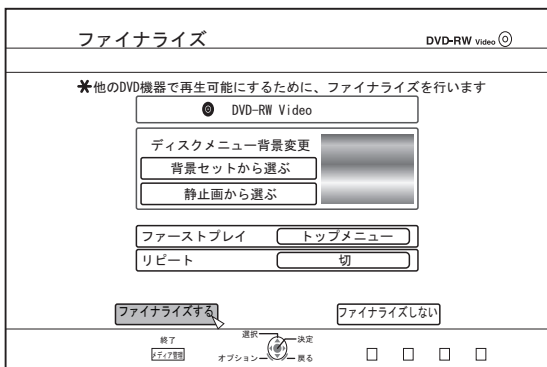 ファイナライズ
DVD-RW Video
*他のDVD機器で再生可能にするために、ファイナライズを行います
DVD-RW Video
ディスクメニュー背景変更
背景セットから選ぶ
静止画から選ぶ
ファーストプレイ トップメニュー
リピート 切
ファイナライズする ファイナライズしない
終了 選択 決定
メディア管理 オプション 戻る